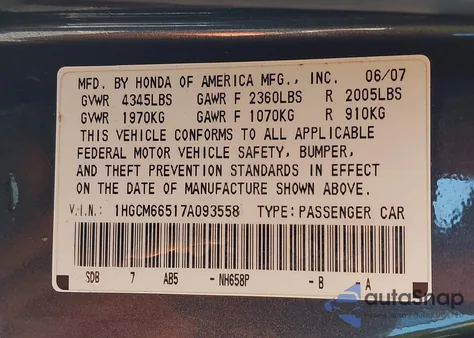 MFD. BY HONDA OF AMERICA MFG., INC. 06/07
GVWR 4345LBS GAWR F 2360LBS R 2005LBS
GVWR 1970KG GAWR F 1070KG R 910KG
THIS VEHICLE CONFORMS TO ALL APPLICABLE
FEDERAL MOTOR VEHICLE SAFETY, BUMPER,
AND THEFT PREVENTION STANDARDS IN EFFECT
ON THE DATE OF MANUFACTURE SHOWN ABOVE.
V.I.N.: 1HGCM66517A093558 TYPE: PASSENGER CAR
SDB 7 AB5 - NH658P - B - A
autoSnap